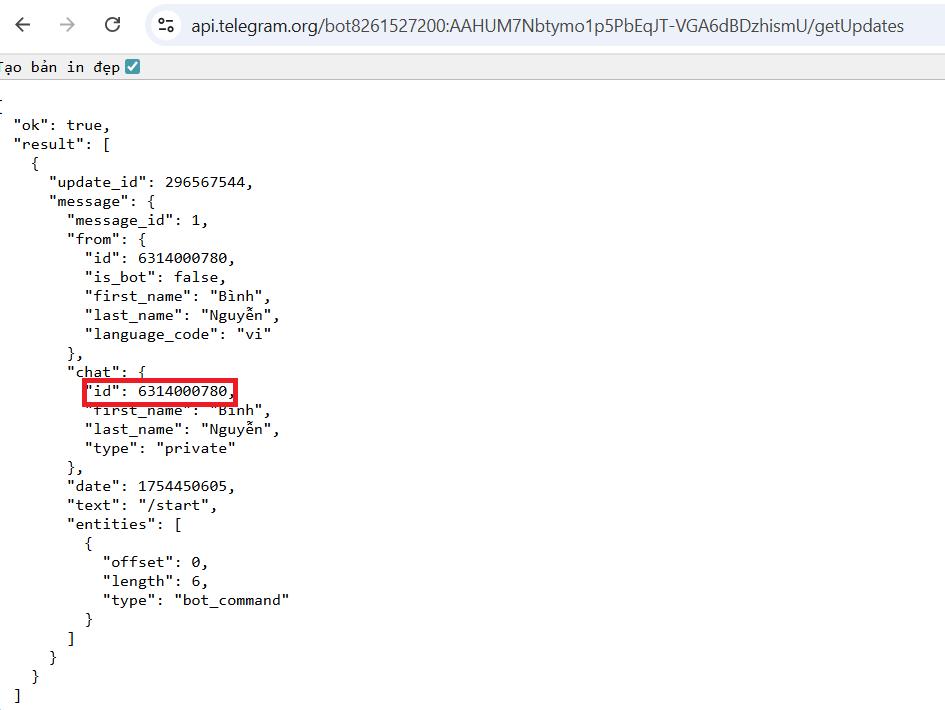 api.telegram.org/bot8261527200:AAHUM7Nbtymo1p5PbEqJT-VGA6dBDzhismU/getUpdates
Tạo bản in đẹp
{
"ok": true,
"result": [
{
"update_id": 296567544,
"message": {
"message_id": 1,
"from": {
"id": 6314000780,
"is_bot": false,
"first_name": "Bình",
"last_name": "Nguyễn",
"language_code": "vi"
},
"chat": {
"id": 6314000780,
"first_name": "Bình",
"last_name": "Nguyễn",
"type": "private"
},
"date": 1754450605,
"text": "/start",
"entities": [
{
"offset": 0,
"length": 6,
"type": "bot_command"
}
]
}
}
]